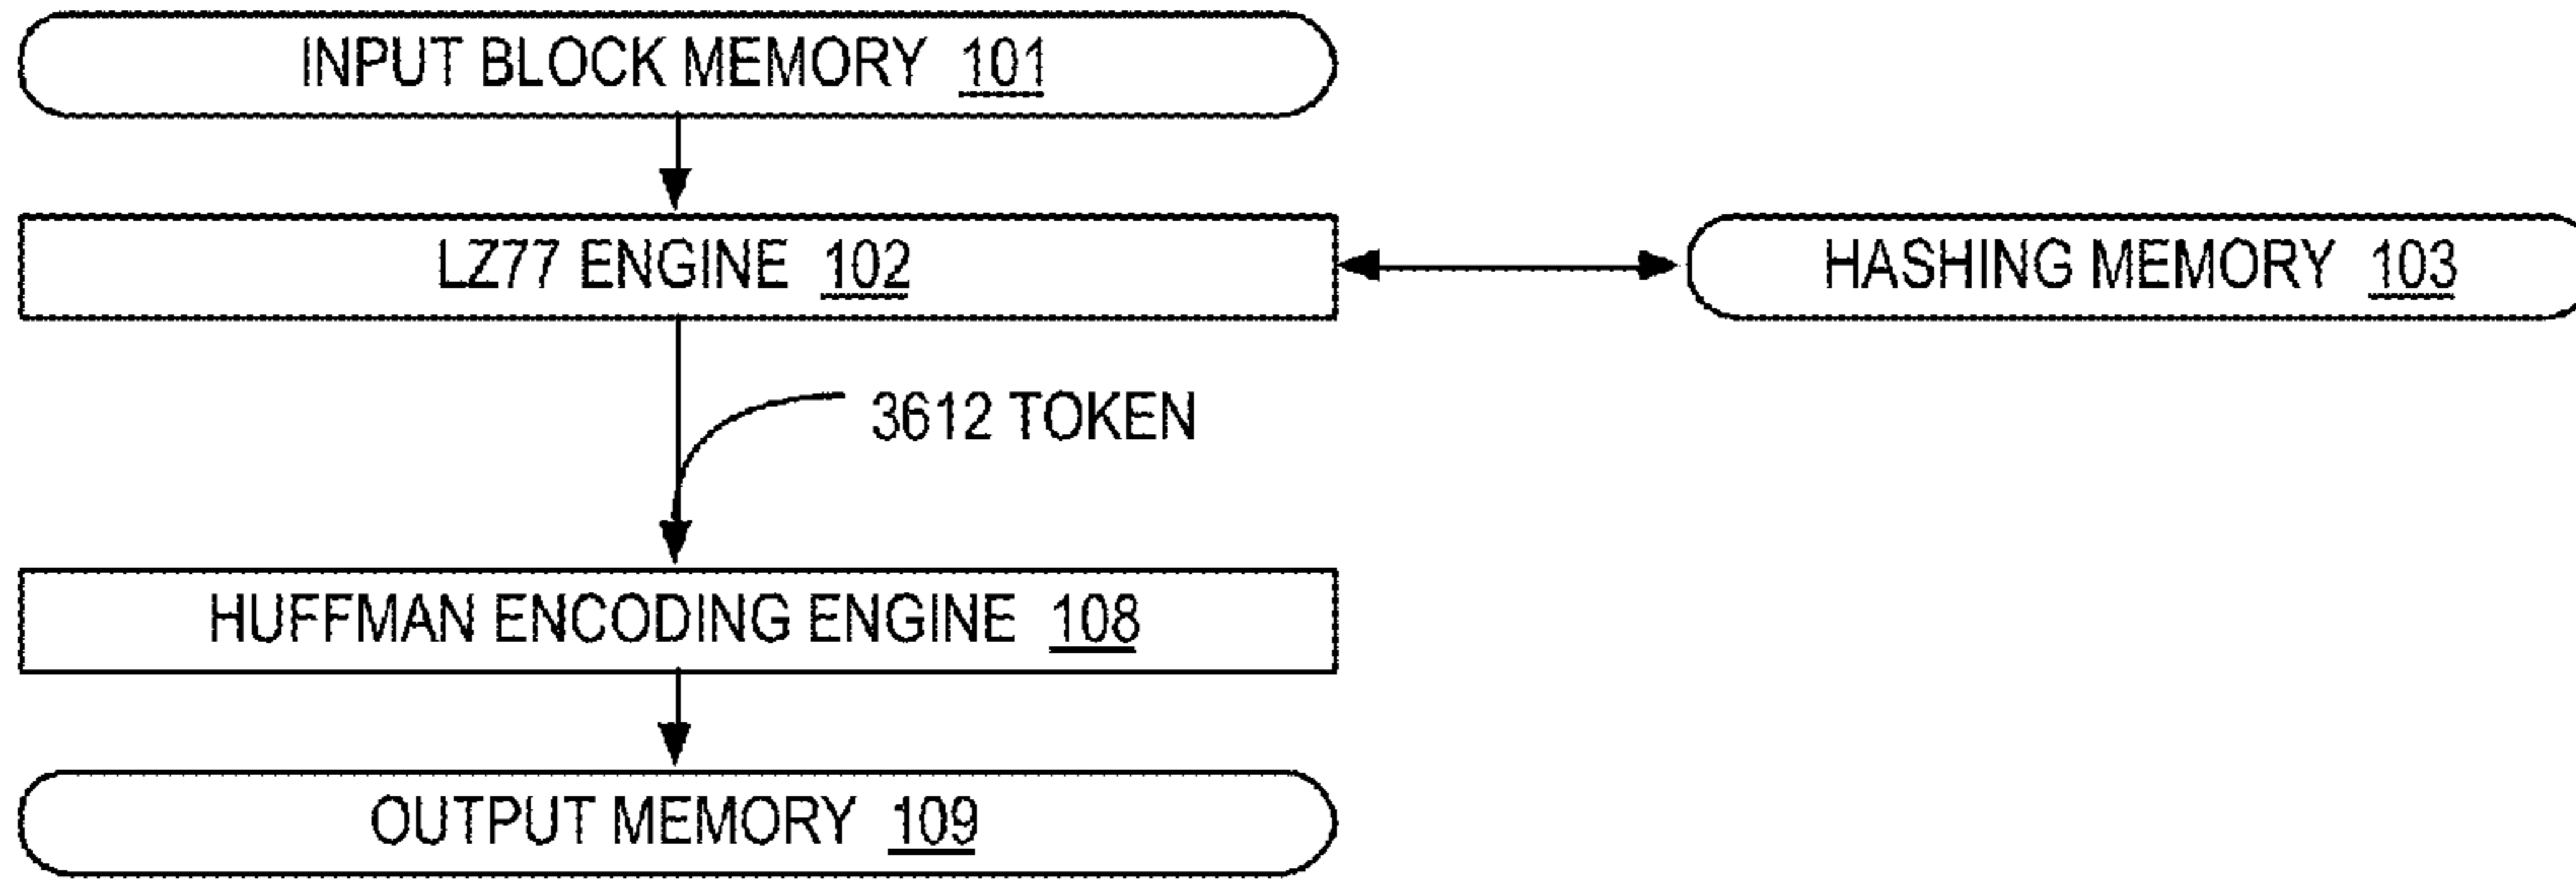 INPUT BLOCK MEMORY 101
LZ77 ENGINE 102
HASHING MEMORY 103
3612 TOKEN
HUFFMAN ENCODING ENGINE 108
OUTPUT MEMORY 109